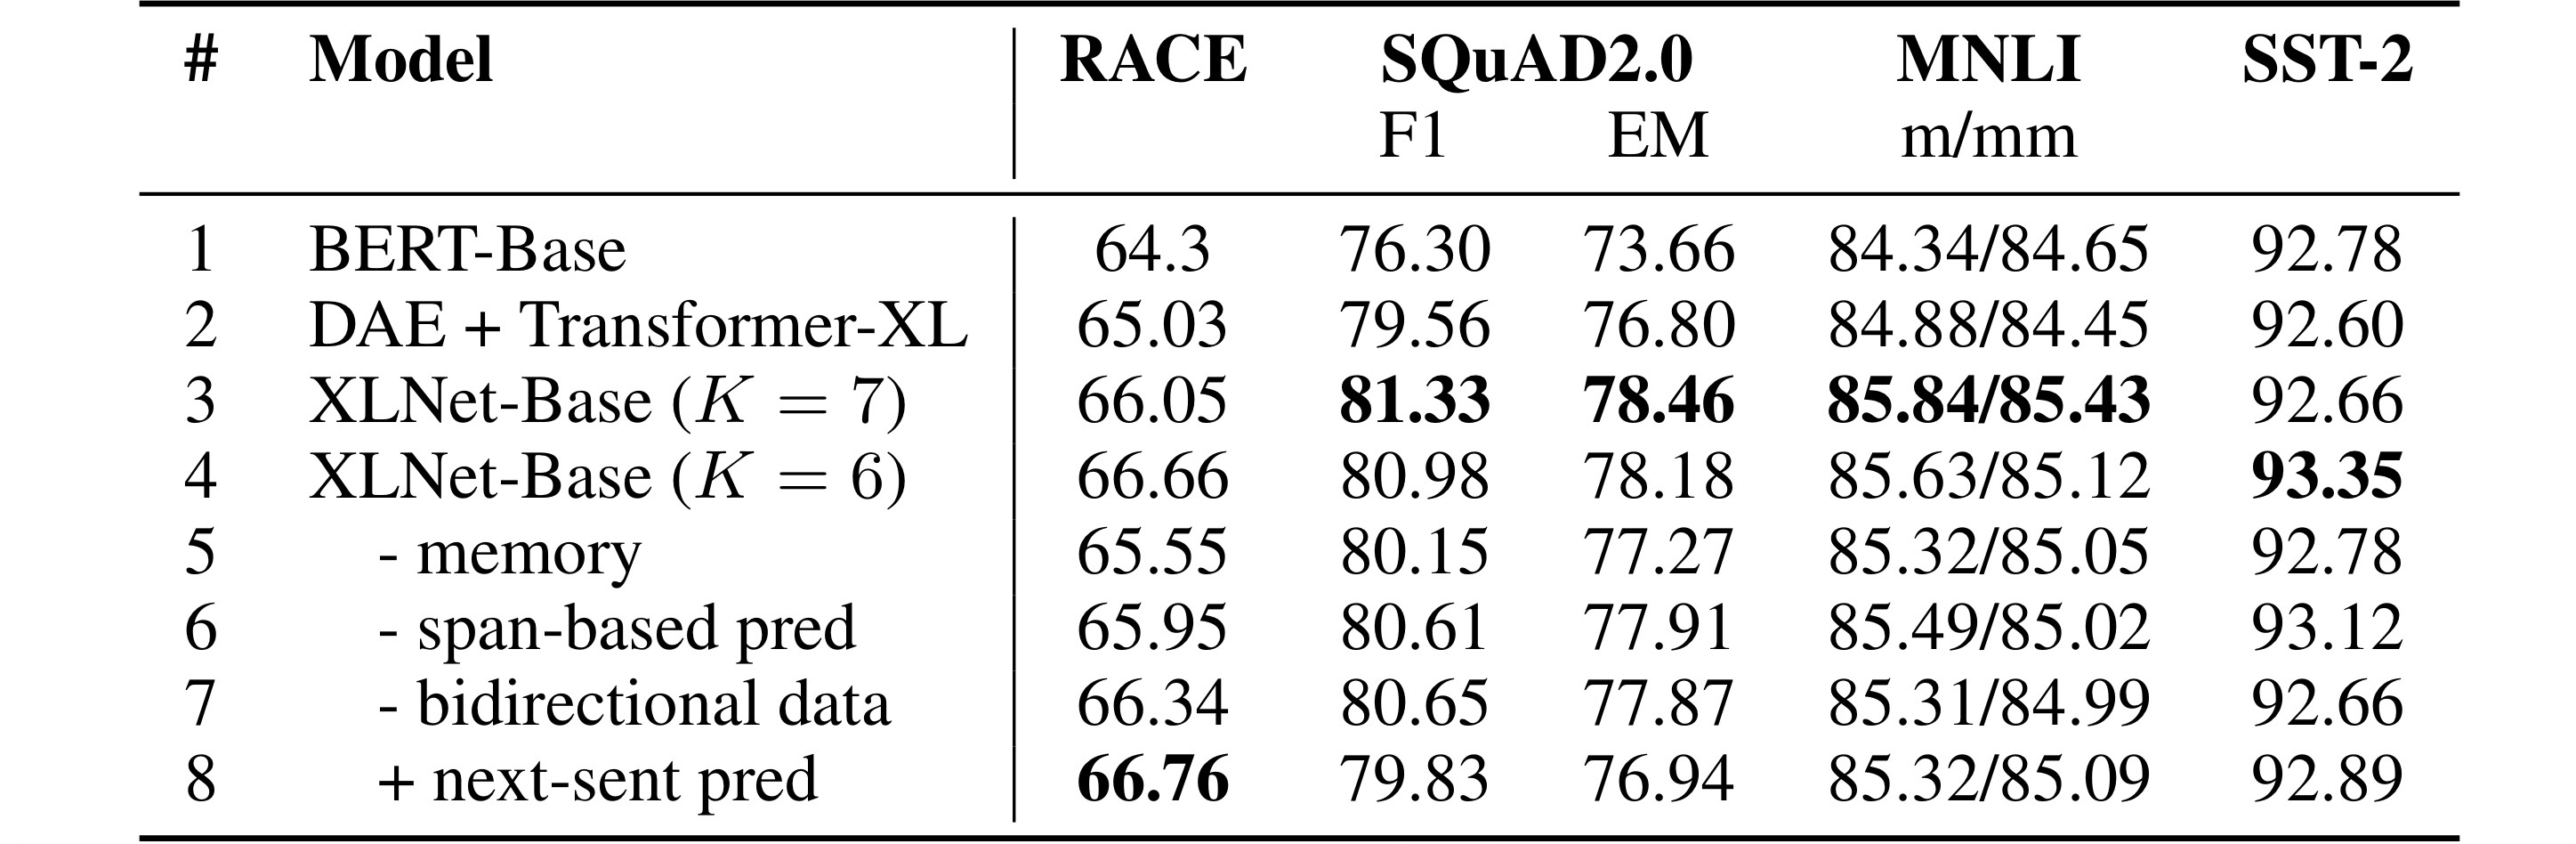 # Model RACE SQuAD2.0 MNLI SST-2
F1 EM m/mm
1 BERT-Base 64.3 76.30 73.66 84.34/84.65 92.78
2 DAE + Transformer-XL 65.03 79.56 76.80 84.88/84.45 92.60
3 XLNet-Base (K = 7) 66.05 81.33 78.46 85.84/85.43 92.66
4 XLNet-Base (K = 6) 66.66 80.98 78.18 85.63/85.12 93.35
5 - memory 65.55 80.15 77.27 85.32/85.05 92.78
6 - span-based pred 65.95 80.61 77.91 85.49/85.02 93.12
7 - bidirectional data 66.34 80.65 77.87 85.31/84.99 92.66
8 + next-sent pred 66.76 79.83 76.94 85.32/85.09 92.89